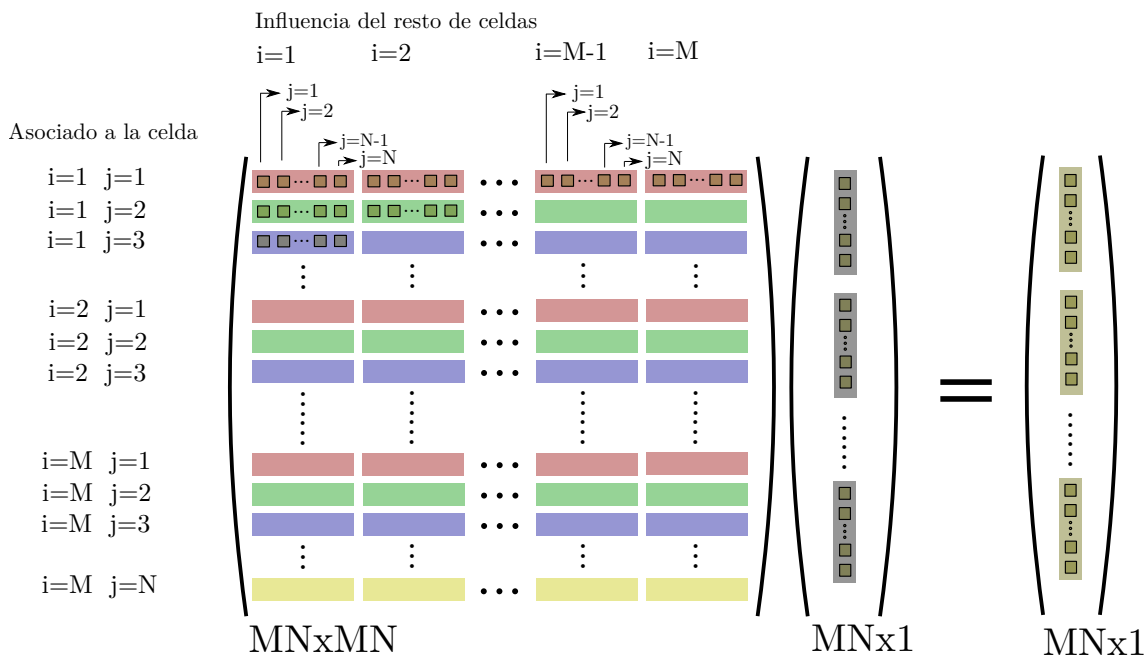 Influencia del resto de celdas
i=1 i=2 i=M-1 i=M
j=1 j=1
j=2 j=2
Asociado a la celda
j=N-1 j=N-1
j=N j=N
i=1 j=1
i=1 j=2
i=1 j=3
i=2 j=1
i=2 j=2
i=2 j=3
=
i=M j=1
i=M j=2
i=M j=3
i=M j=N
MNxMN MNx1 MNx1